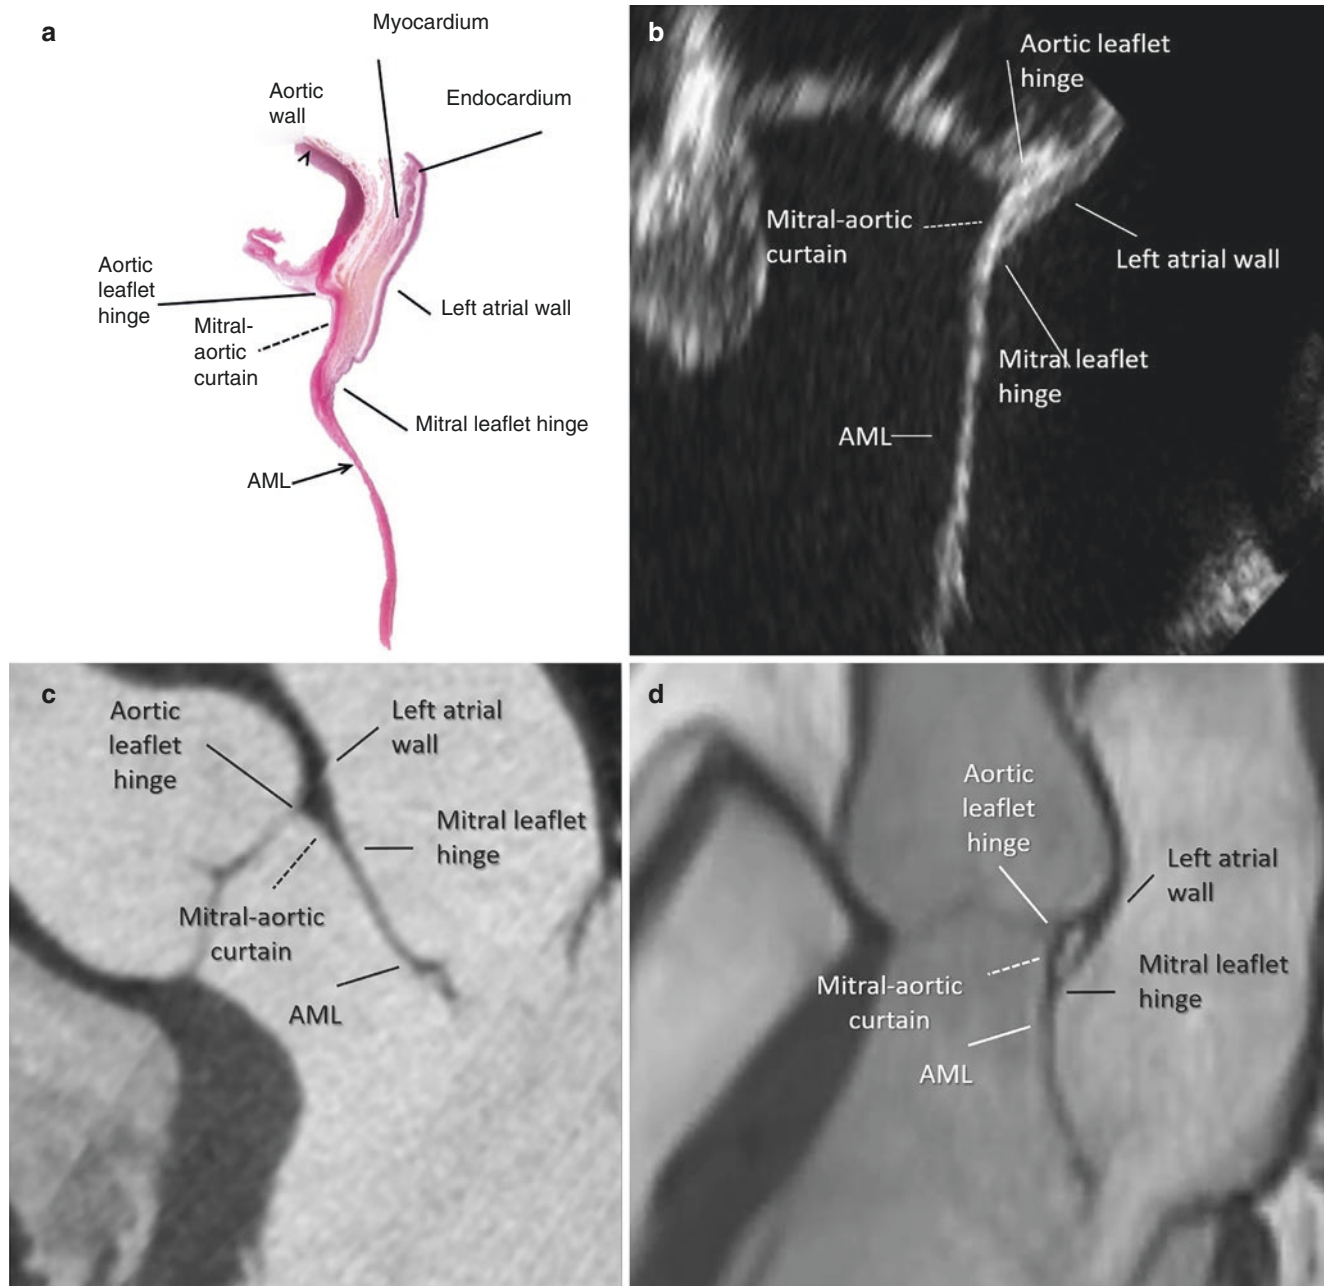 a
Myocardium
Aortic
wall
Endocardium
Aortic
leaflet
hinge
Mitral-
aortic
curtain
Left atrial wall
Mitral leaflet hinge
AML
b
Aortic leaflet
hinge
Mitral-aortic
curtain
Left atrial wall
Mitral leaflet
hinge
AML
c
Aortic
leaflet
hinge
Left atrial
wall
Mitral leaflet
hinge
Mitral-aortic
curtain
AML
d
Aortic
leaflet
hinge
Left atrial
wall
Mitral-aortic
curtain
Mitral leaflet
hinge
AML